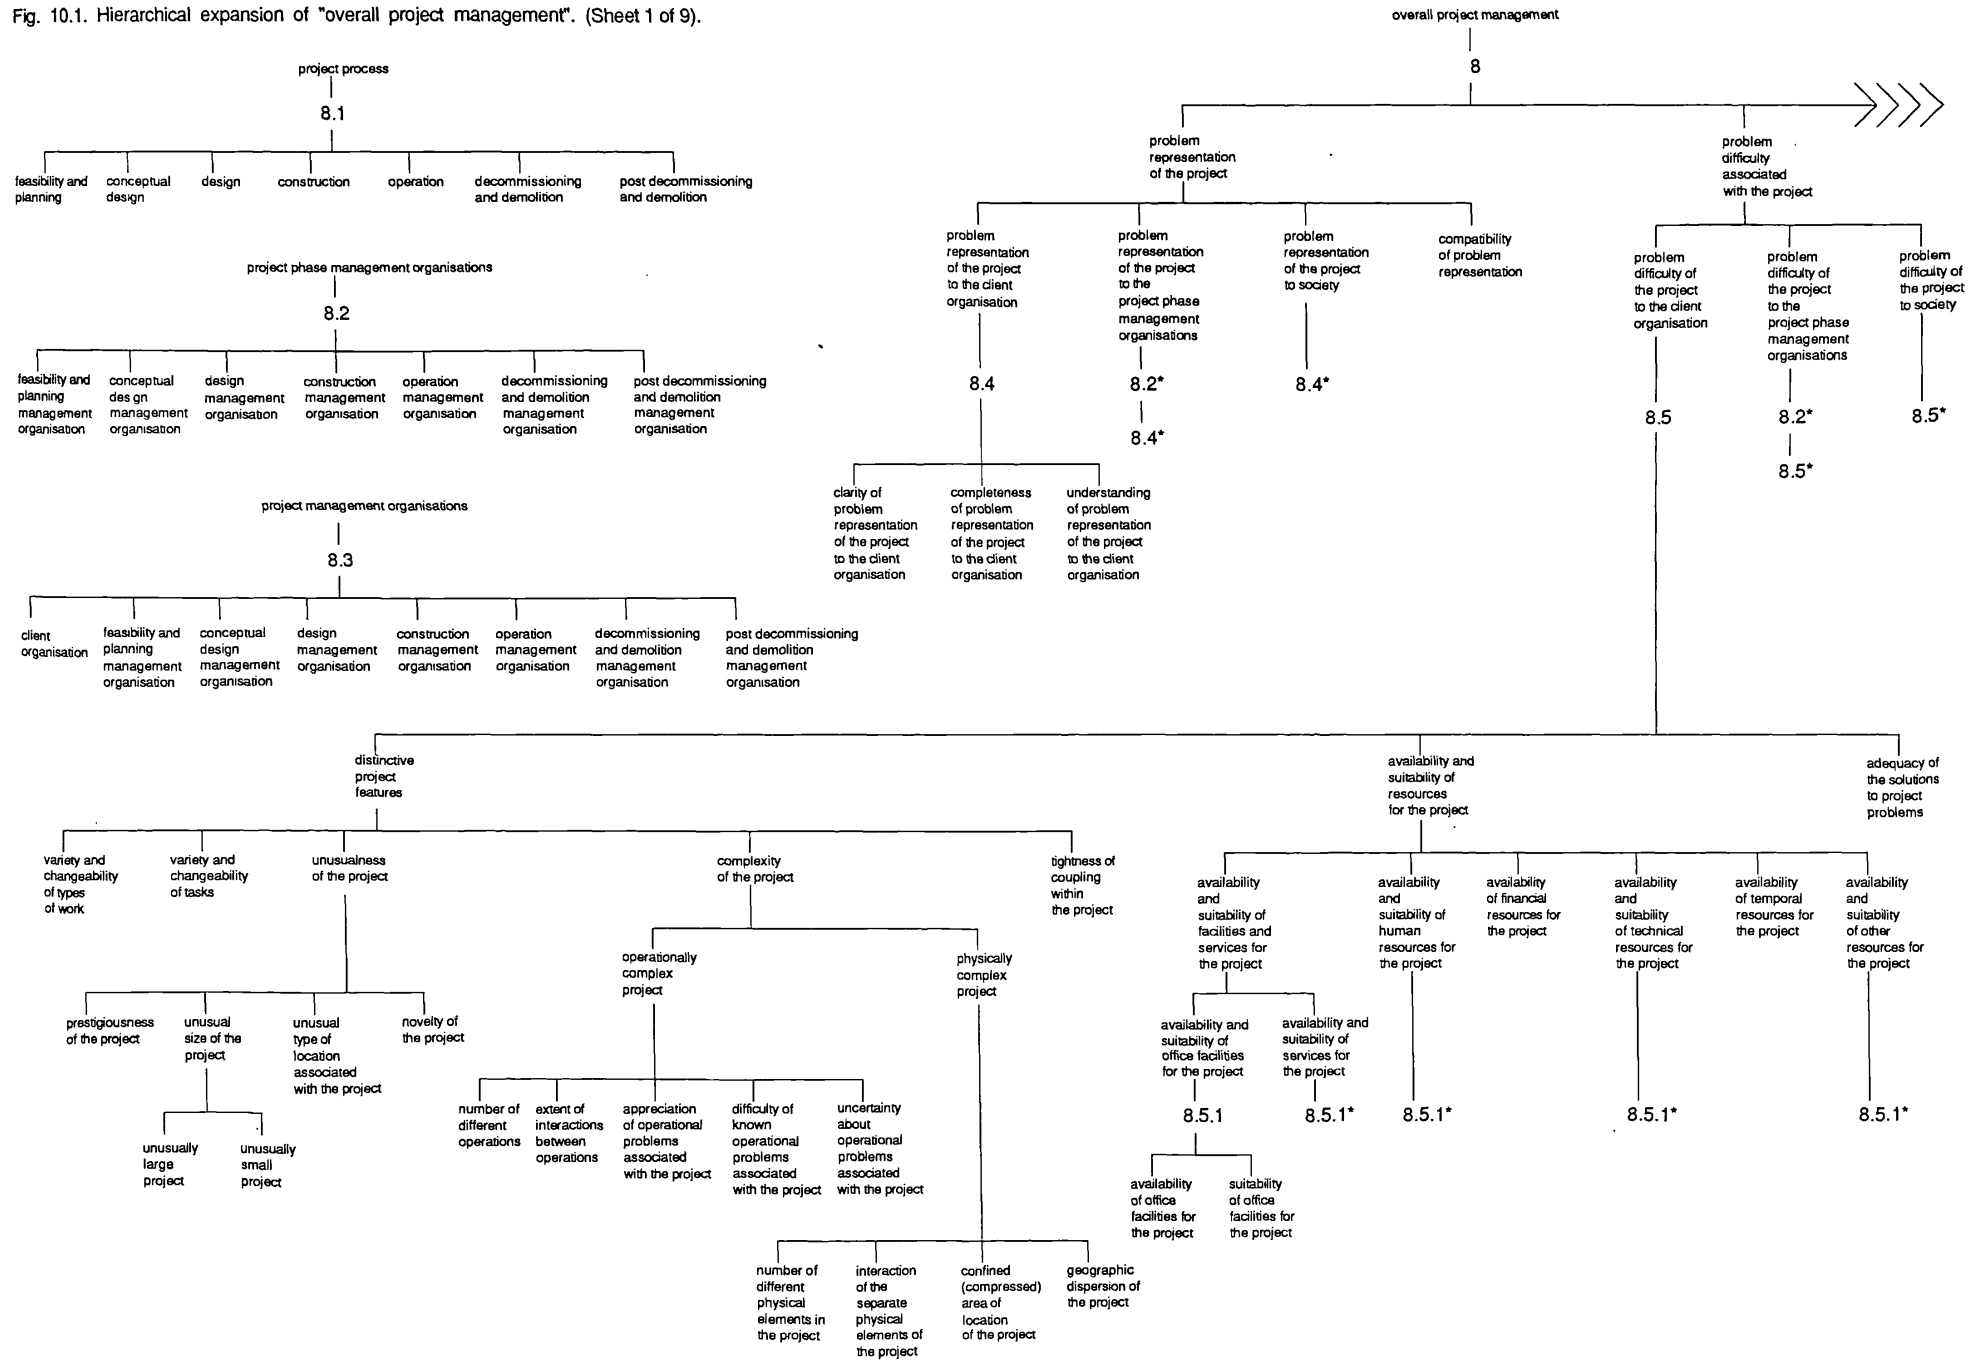 Fig. 10.1. Hierarchical expansion of "overall project management". (Sheet 1 of 9).
overall project management
8
project process
8.1
feasibility and
planning
conceptual
design
design
construction
operation
decommissioning
and demolition
post decommissioning
and demolition
project phase management organisations
8.2
feasibility and
planning
management
organisation
conceptual
design
management
organisation
design
management
organisation
construction
management
organisation
operation
management
organisation
decommissioning
and demolition
management
organisation
post decommissioning
and demolition
management
organisation
project management organisations
8.3
client
organisation
feasibility and
planning
management
organisation
conceptual
design
management
organisation
design
management
organisation
construction
management
organisation
operation
management
organisation
decommissioning
and demolition
management
organisation
post decommissioning
and demolition
management
organisation
problem
representation
of the project
problem
difficulty
associated
with the project
problem
representation
of the project
to the client
organisation
problem
representation
of the project
to the
project phase
management
organisations
problem
representation
of the project
to society
compatibility
of problem
representation
8.4
8.2*
8.4*
8.4*
clarity of
problem
representation
of the project
to the client
organisation
completeness
of problem
representation
of the project
to the client
organisation
understanding
of problem
representation
of the project
to the client
organisation
problem
difficulty of
the project
to the client
organisation
problem
difficulty of
the project
to the
project phase
management
organisations
problem
difficulty of
the project
to society
8.5
8.2*
8.5*
8.5*
distinctive
project
features
availability and
suitability of
resources
for the project
adequacy of
the solutions
to project
problems
variety and
changeability
of types
of work
variety and
changeability
of tasks
unusualness
of the project
complexity
of the project
tightness of
coupling
within
the project
prestigiousness
of the project
unusual
size of the
project
unusual
type of
location
associated
with the project
novelty of
the project
unusually
large
project
unusually
small
project
operationally
complex
project
physically
complex
project
number of
different
operations
extent of
interactions
between
operations
appreciation
of operational
problems
associated
with the project
difficulty of
known
operational
problems
associated
with the project
uncertainty
about
operational
problems
associated
with the project
number of
different
physical
elements in
the project
interaction
of the
separate
physical
elements of
the project
confined
(compressed)
area of
location
of the project
geographic
dispersion of
the project
availability
and
suitability of
facilities and
services for
the project
availability
and
suitability of
human
resources for
the project
availability
of financial
resources for
the project
availability
and
suitability
of technical
resources for
the project
availability
of temporal
resources for
the project
availability
and
suitability
of other
resources for
the project
availability and
suitability of
office facilities
for the project
availability and
suitability of
services for
the project
8.5.1
8.5.1*
8.5.1*
8.5.1*
8.5.1*
availability
of office
facilities for
the project
suitability
of office
facilities for
the project